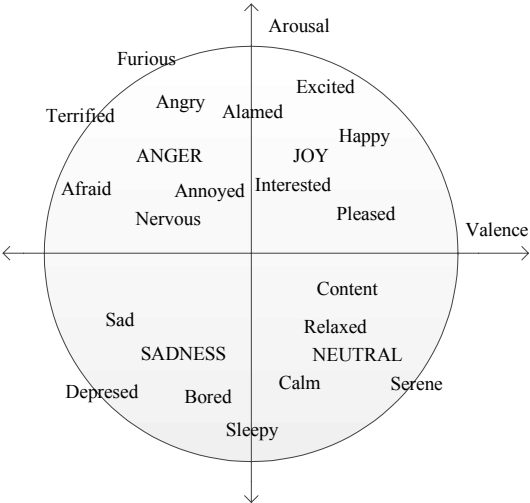 Arousal
Furious
Excited
Angry
Alamed
Terrified
Happy
ANGER
JOY
Afraid
Annoyed
Interested
Nervous
Pleased
Valence
Content
Sad
Relaxed
SADNESS
NEUTRAL
Calm
Serene
Depresed
Bored
Sleepy